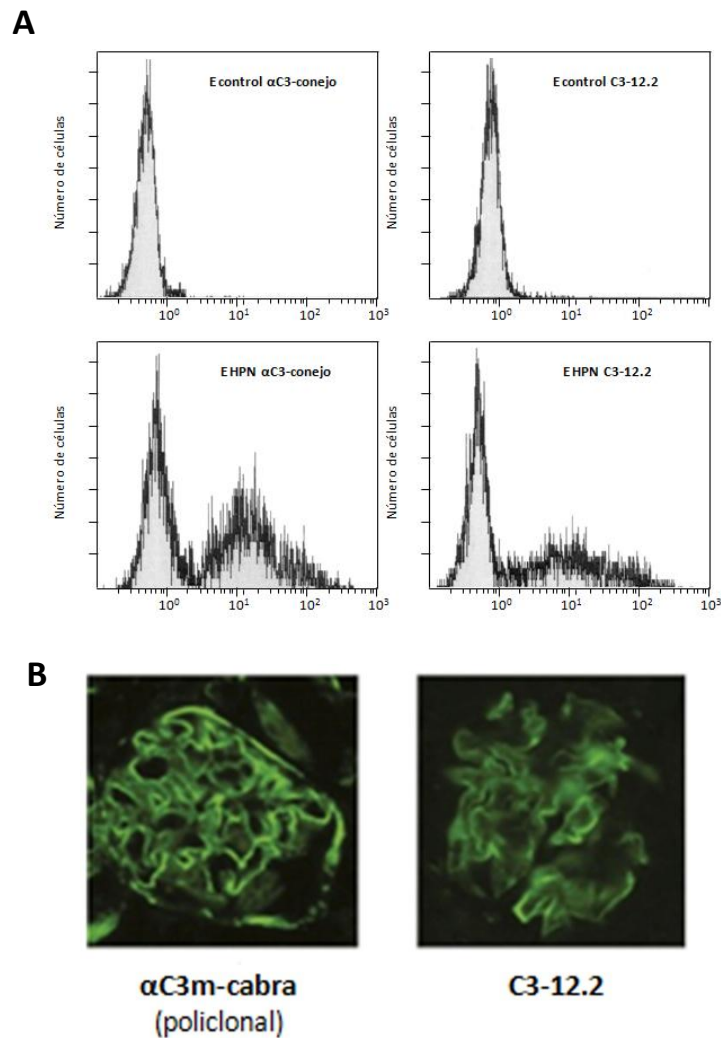 A
Econtrol αC3-conejo
Número de células
10⁰ 10¹ 10² 10³
Econtrol C3-12.2
Número de células
10⁰ 10¹ 10²
EHPN αC3-conejo
Número de células
10⁰ 10¹ 10² 10³
EHPN C3-12.2
Número de células
10⁰ 10¹ 10² 10³
B
αC3m-cabra
(policlonal)
C3-12.2